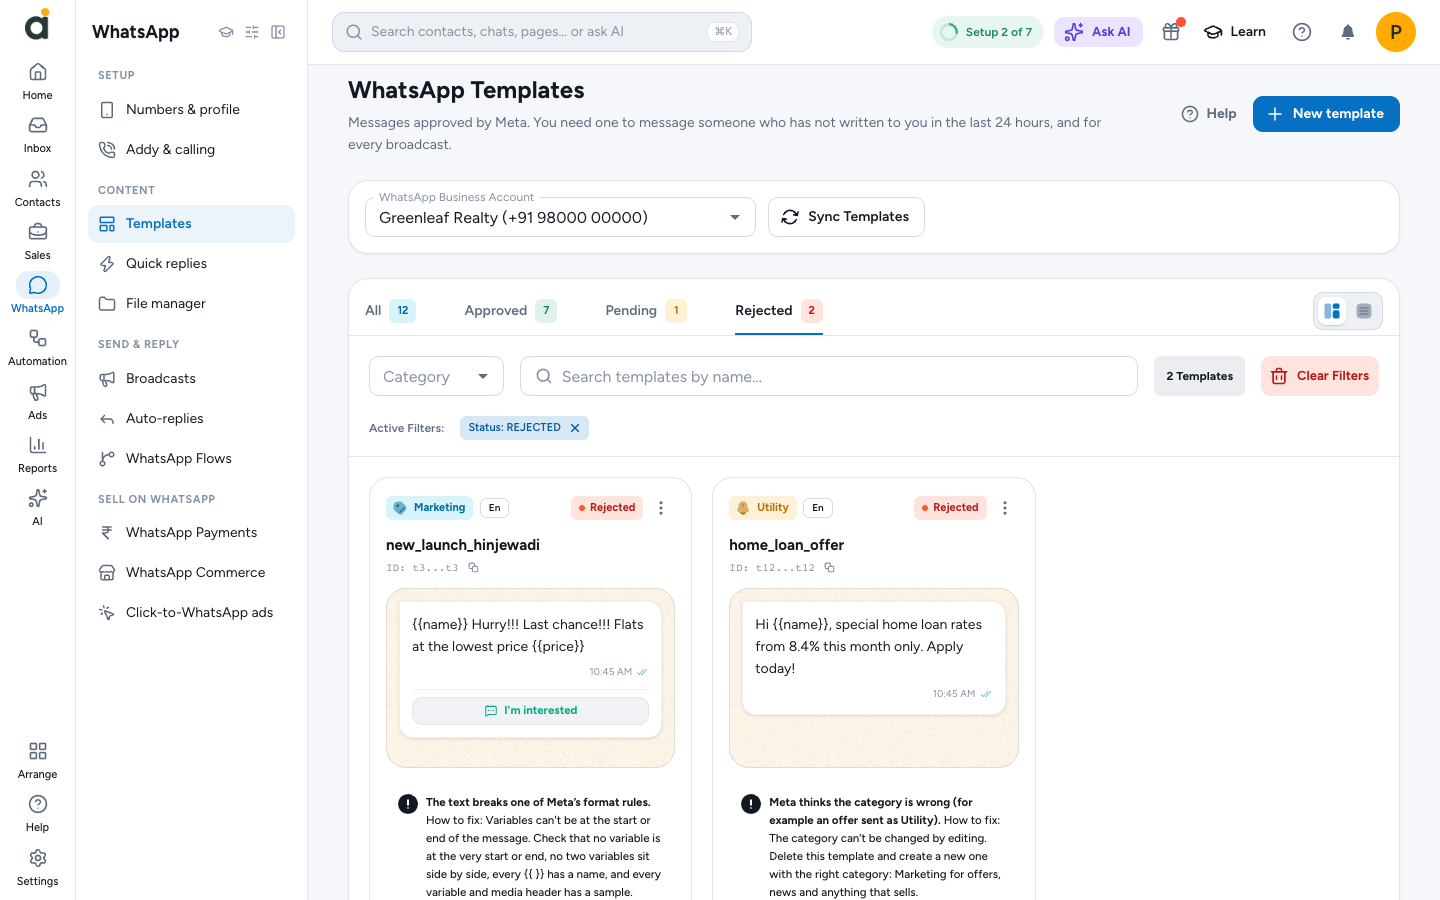 WhatsApp
Search contacts, chats, pages... or ask AI
⌘K
Setup 2 of 7
Ask AI
Learn
P
Home
Inbox
Contacts
Sales
WhatsApp
Automation
Ads
Reports
AI
Arrange
Help
Settings
SETUP
Numbers & profile
Addy & calling
CONTENT
Templates
Quick replies
File manager
SEND & REPLY
Broadcasts
Auto-replies
WhatsApp Flows
SELL ON WHATSAPP
WhatsApp Payments
WhatsApp Commerce
Click-to-WhatsApp ads
WhatsApp Templates
Messages approved by Meta. You need one to message someone who has not written to you in the last 24 hours, and for
every broadcast.
Help
New template
WhatsApp Business Account
Greenleaf Realty (+91 98000 00000)
Sync Templates
All 12
Approved 7
Pending 1
Rejected 2
Category
Search templates by name...
2 Templates
Clear Filters
Active Filters:
Status: REJECTED
Marketing
En
Rejected
new_launch_hinjewadi
ID: t3...t3
{{name}} Hurry!!! Last chance!!! Flats
at the lowest price {{price}}
10:45 AM
I'm interested
The text breaks one of Meta's format rules.
How to fix: Variables can't be at the start or
end of the message. Check that no variable is
at the very start or end, no two variables sit
side by side, every {{ }} has a name, and every
variable and media header has a sample.
Utility
En
Rejected
home_loan_offer
ID: t12...t12
Hi {{name}}, special home loan rates
from 8.4% this month only. Apply
today!
10:45 AM
Meta thinks the category is wrong (for
example an offer sent as Utility). How to fix:
The category can't be changed by editing.
Delete this template and create a new one
with the right category: Marketing for offers,
news and anything that sells.